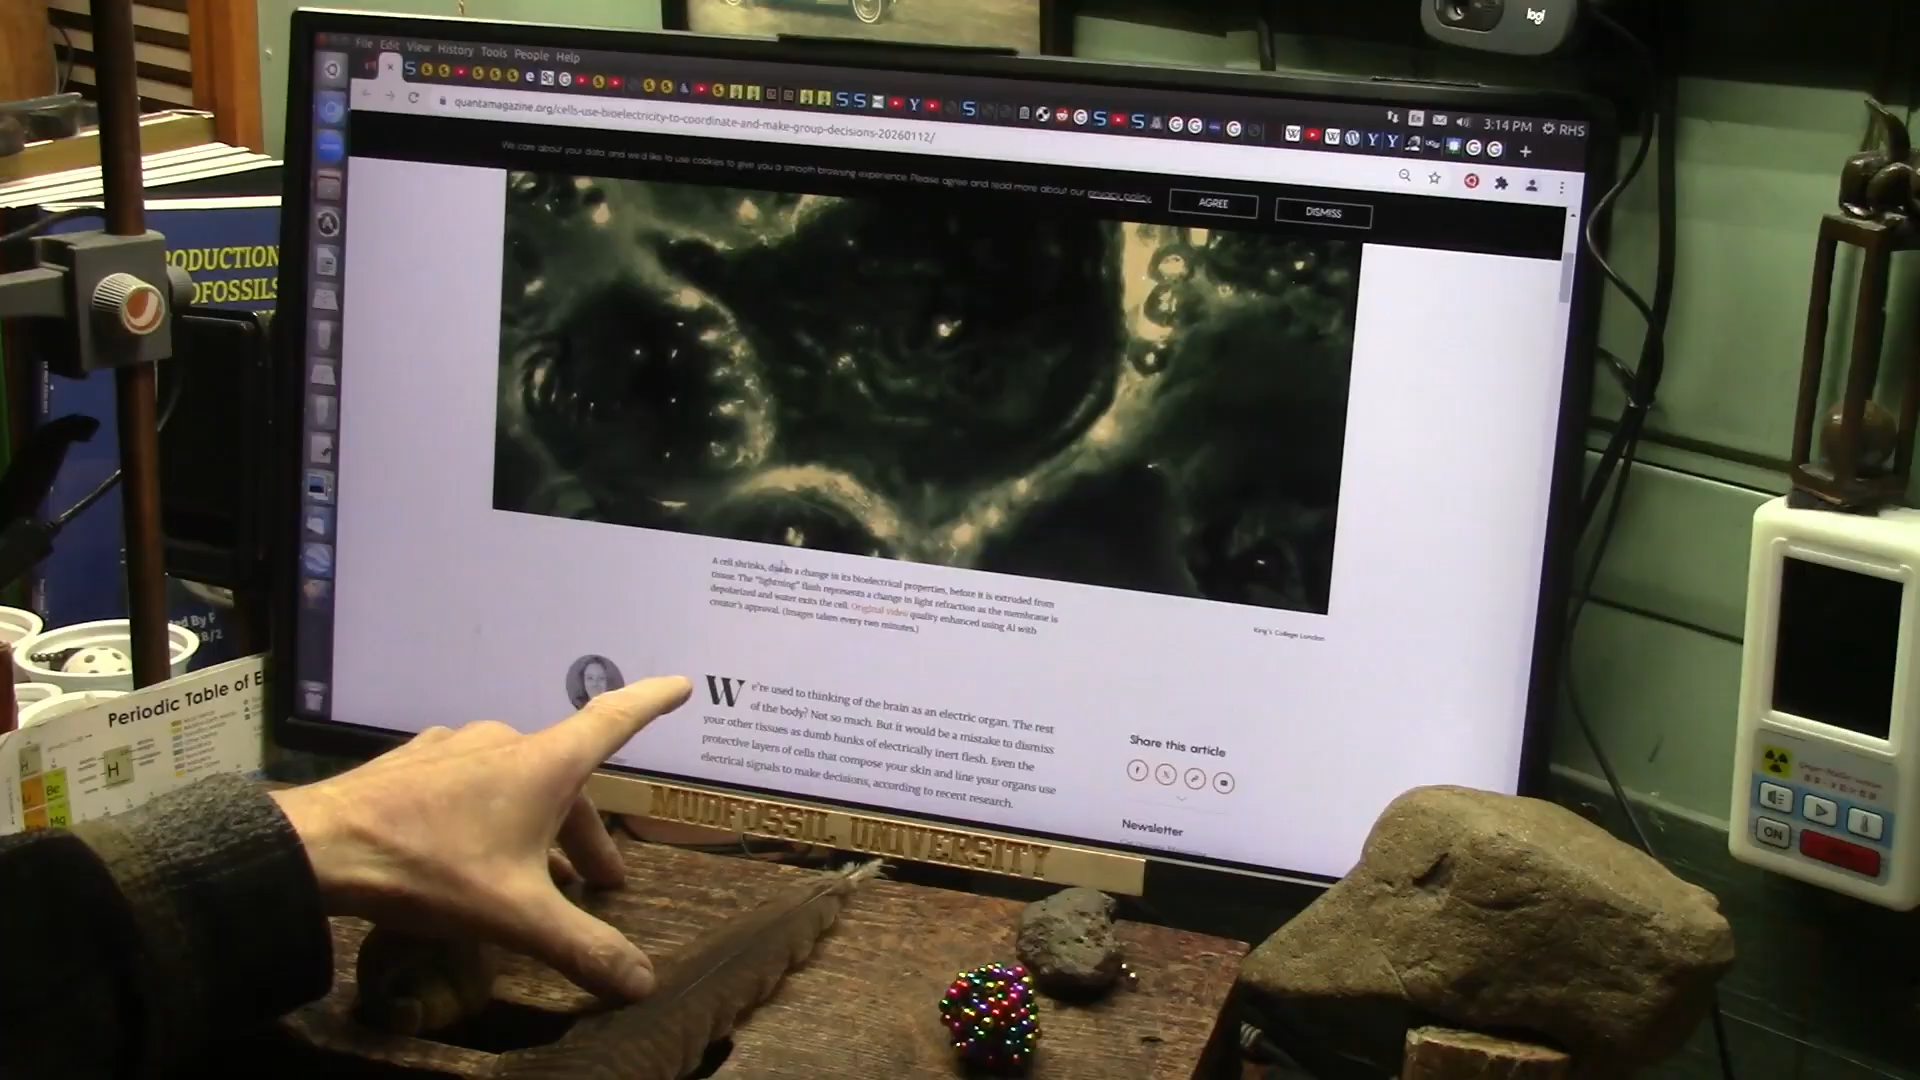 logi
File Edit View History Tools People Help
3:14 PM RHS
quantamagazine.org/cells-use-bioelectricity-to-coordinate-and-make-group-decisions-20260112/
We care about your data, and we'd like to use cookies to give you a smooth browsing experience. Please agree and read more about our privacy policy.
AGREE
DISMISS
ODUCTION
DFOSSILS
A cell shrinks, due to a change in its bioelectrical properties, before it is extruded from
tissue. The "lightning" flash represents a change in light refraction as the membrane is
depolarized and water exits the cell. Original video quality enhanced using AI with
creator's approval. (Images taken every two minutes.)
King's College London
We're used to thinking of the brain as an electric organ. The rest
of the body? Not so much. But it would be a mistake to dismiss
your other tissues as dumb hunks of electrically inert flesh. Even the
protective layers of cells that compose your skin and line your organs use
electrical signals to make decisions, according to recent research.
Share this article
Newsletter
Periodic Table of E
H
H
Be
Mg
MUDFOSSIL UNIVERSITY
ON